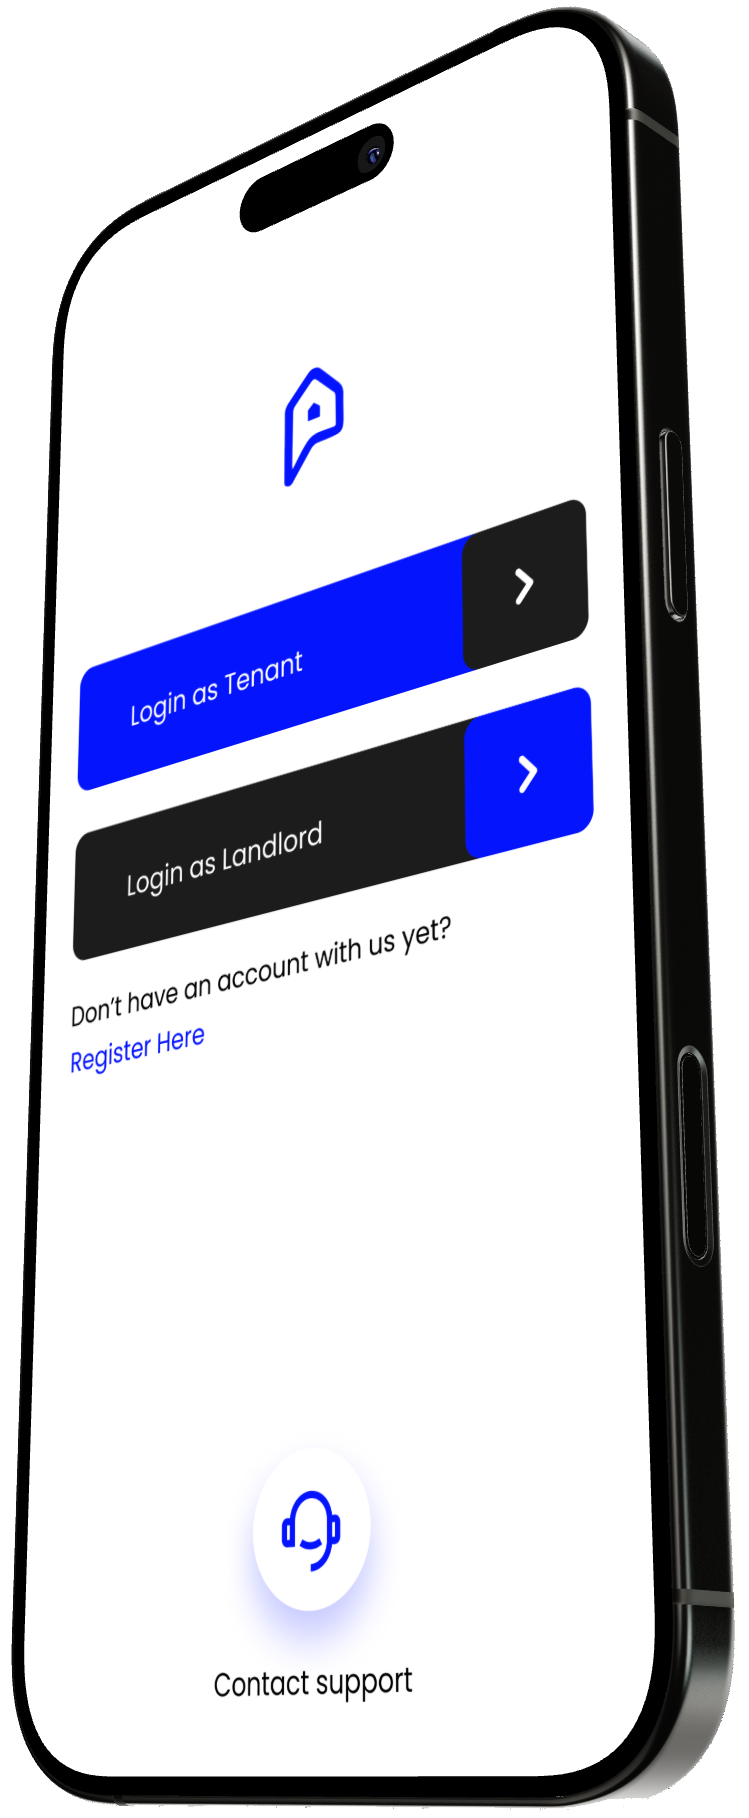 Login as Tenant
Login as Landlord
Don't have an account with us yet?
Register Here
Contact support